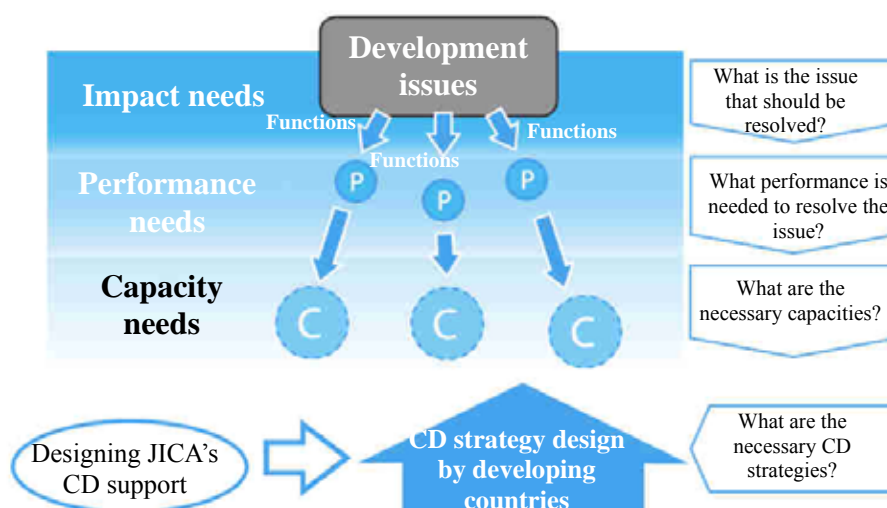 Development
issues
Impact needs
Functions
Functions
Functions
What is the issue
that should be
resolved?
Performance
needs
P
P
P
What performance is
needed to resolve the
issue?
Capacity
needs
C
C
C
What are the
necessary capacities?
Designing JICA's
CD support
CD strategy design
by developing
countries
What are the
necessary CD
strategies?